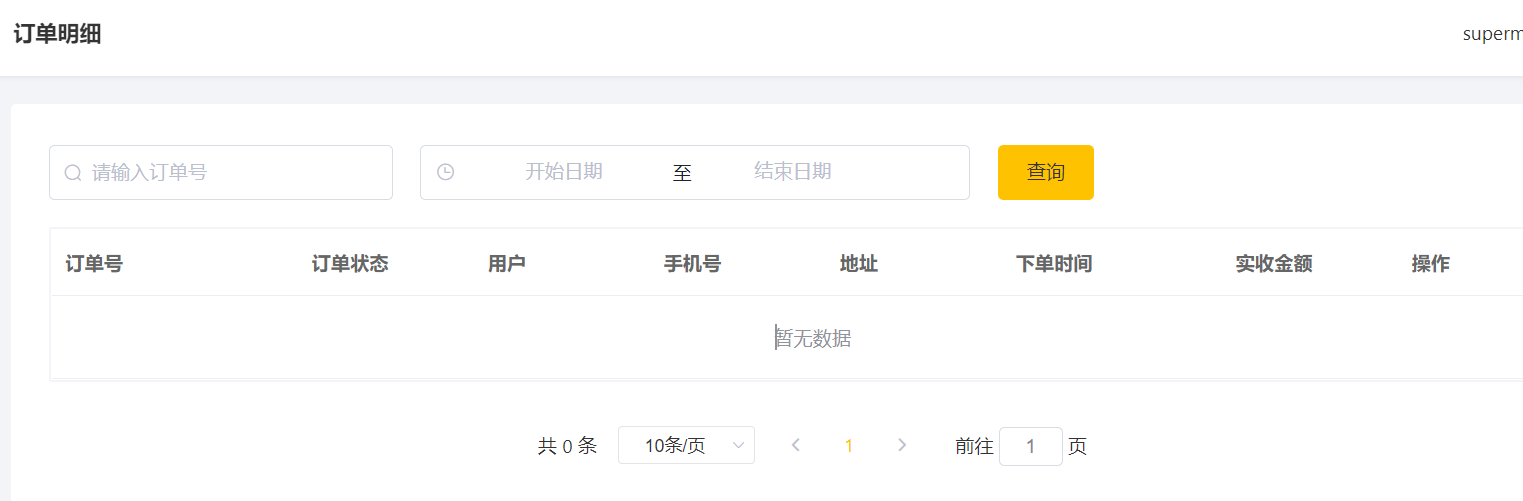 订单明细
superm
请输入订单号 开始日期 至 结束日期 查询
订单号 订单状态 用户 手机号 地址 下单时间 实收金额 操作
暂无数据
共 0 条 10条/页 1 前往 1 页